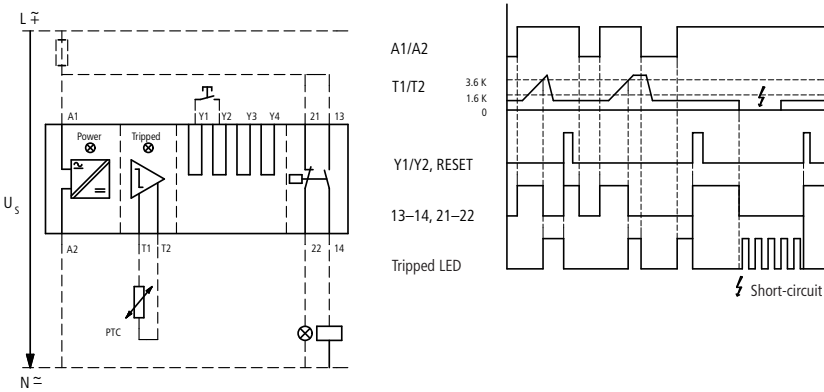 L ≂
A1
Y1
Y2
Y3
Y4
21
13
Power
Tripped
U S
A2
T1
T2
22
14
PTC
N ≂
A1/A2
T1/T2
3.6 K
1.6 K
0
Y1/Y2, RESET
13–14, 21–22
Tripped LED
Short-circuit